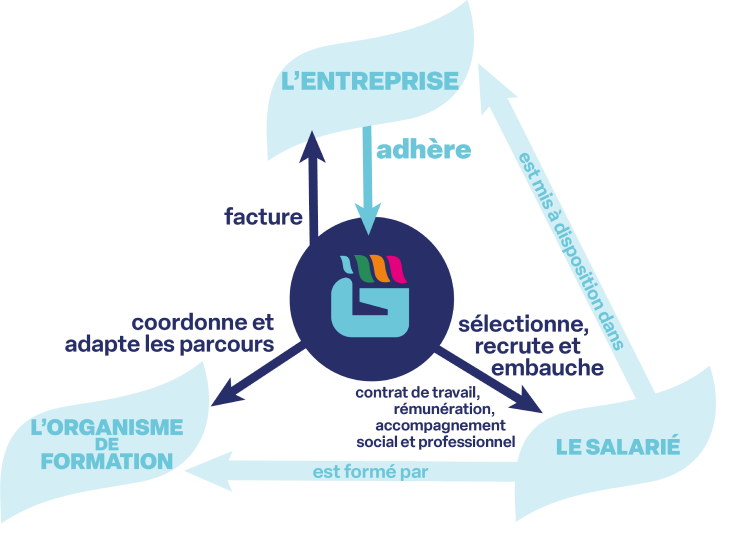 L’ENTREPRISE
adhère
facture
est mis à disposition dans
coordonne et
adapte les parcours
sélectionne,
recrute et
embauche
contrat de travail,
rémunération,
accompagnement
social et professionnel
L’ORGANISME
DE
FORMATION
LE SALARIÉ
est formé par